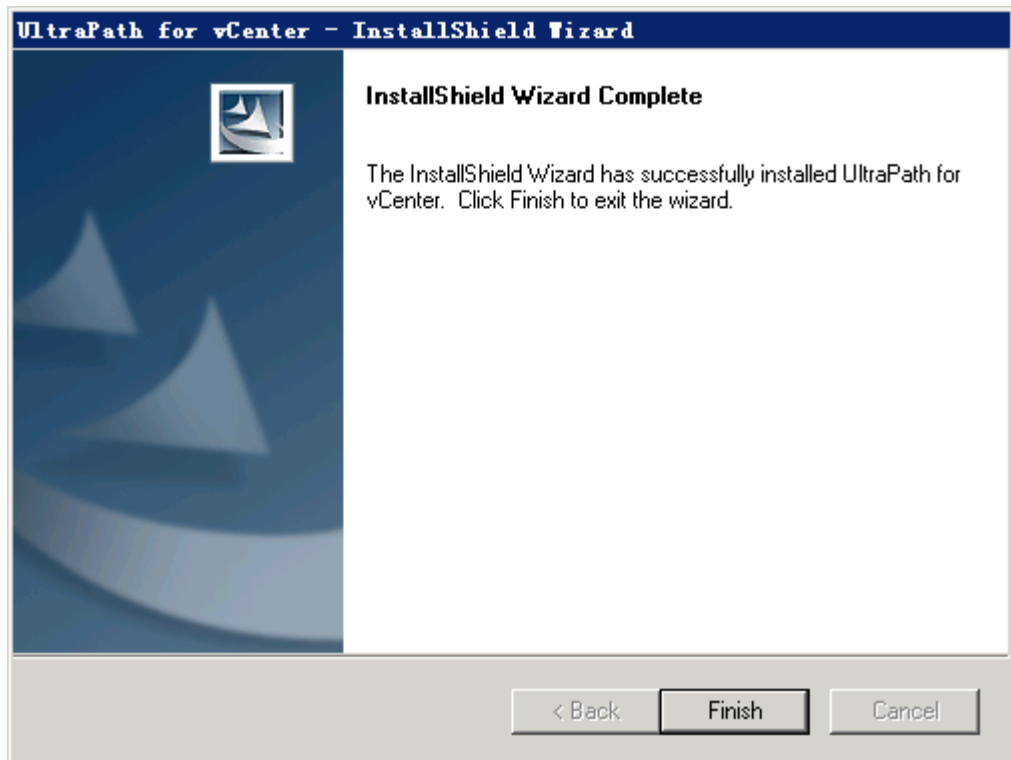 UltraPath for vCenter - InstallShield Wizard
InstallShield Wizard Complete
The InstallShield Wizard has successfully installed UltraPath for
vCenter. Click Finish to exit the wizard.
< Back
Finish
Cancel